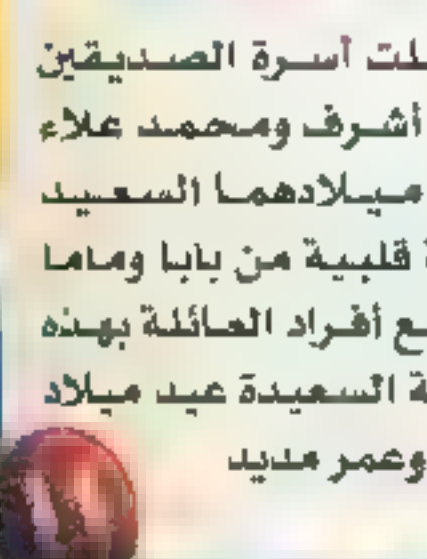 أسرة الصديقين
أشرف ومحمد علاء
ميلادهما السعيد
قلبية من بابا وماما
أفراد العائلة بهذه
السعيدة عيد ميلاد
وعمر مديد